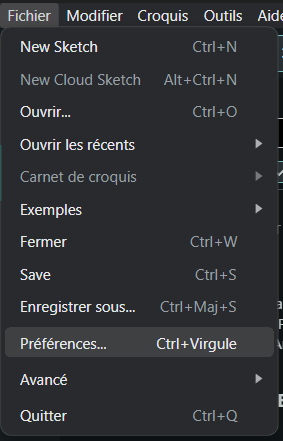 Fichier Modifier Croquis Outils Aide
New Sketch Ctrl+N
New Cloud Sketch Alt+Ctrl+N
Ouvrir... Ctrl+O
Ouvrir les récents
Carnet de croquis
Exemples
Fermer Ctrl+W
Save Ctrl+S
Enregistrer sous... Ctrl+Maj+S
Préférences... Ctrl+Virgule
Avancé
Quitter Ctrl+Q